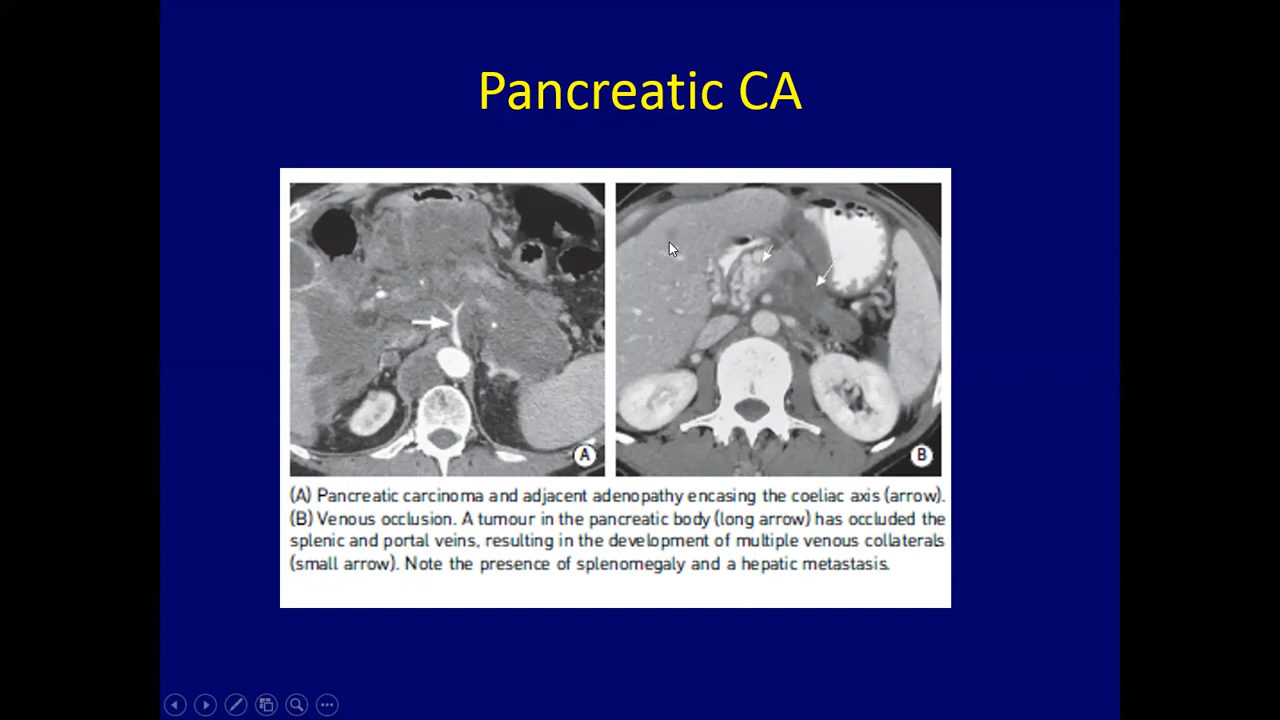 Pancreatic CA
A
B
(A) Pancreatic carcinoma and adjacent adenopathy encasing the coeliac axis (arrow).
(B) Venous occlusion. A tumour in the pancreatic body (long arrow) has occluded the
splenic and portal veins, resulting in the development of multiple venous collaterals
(small arrow). Note the presence of splenomegaly and a hepatic metastasis.